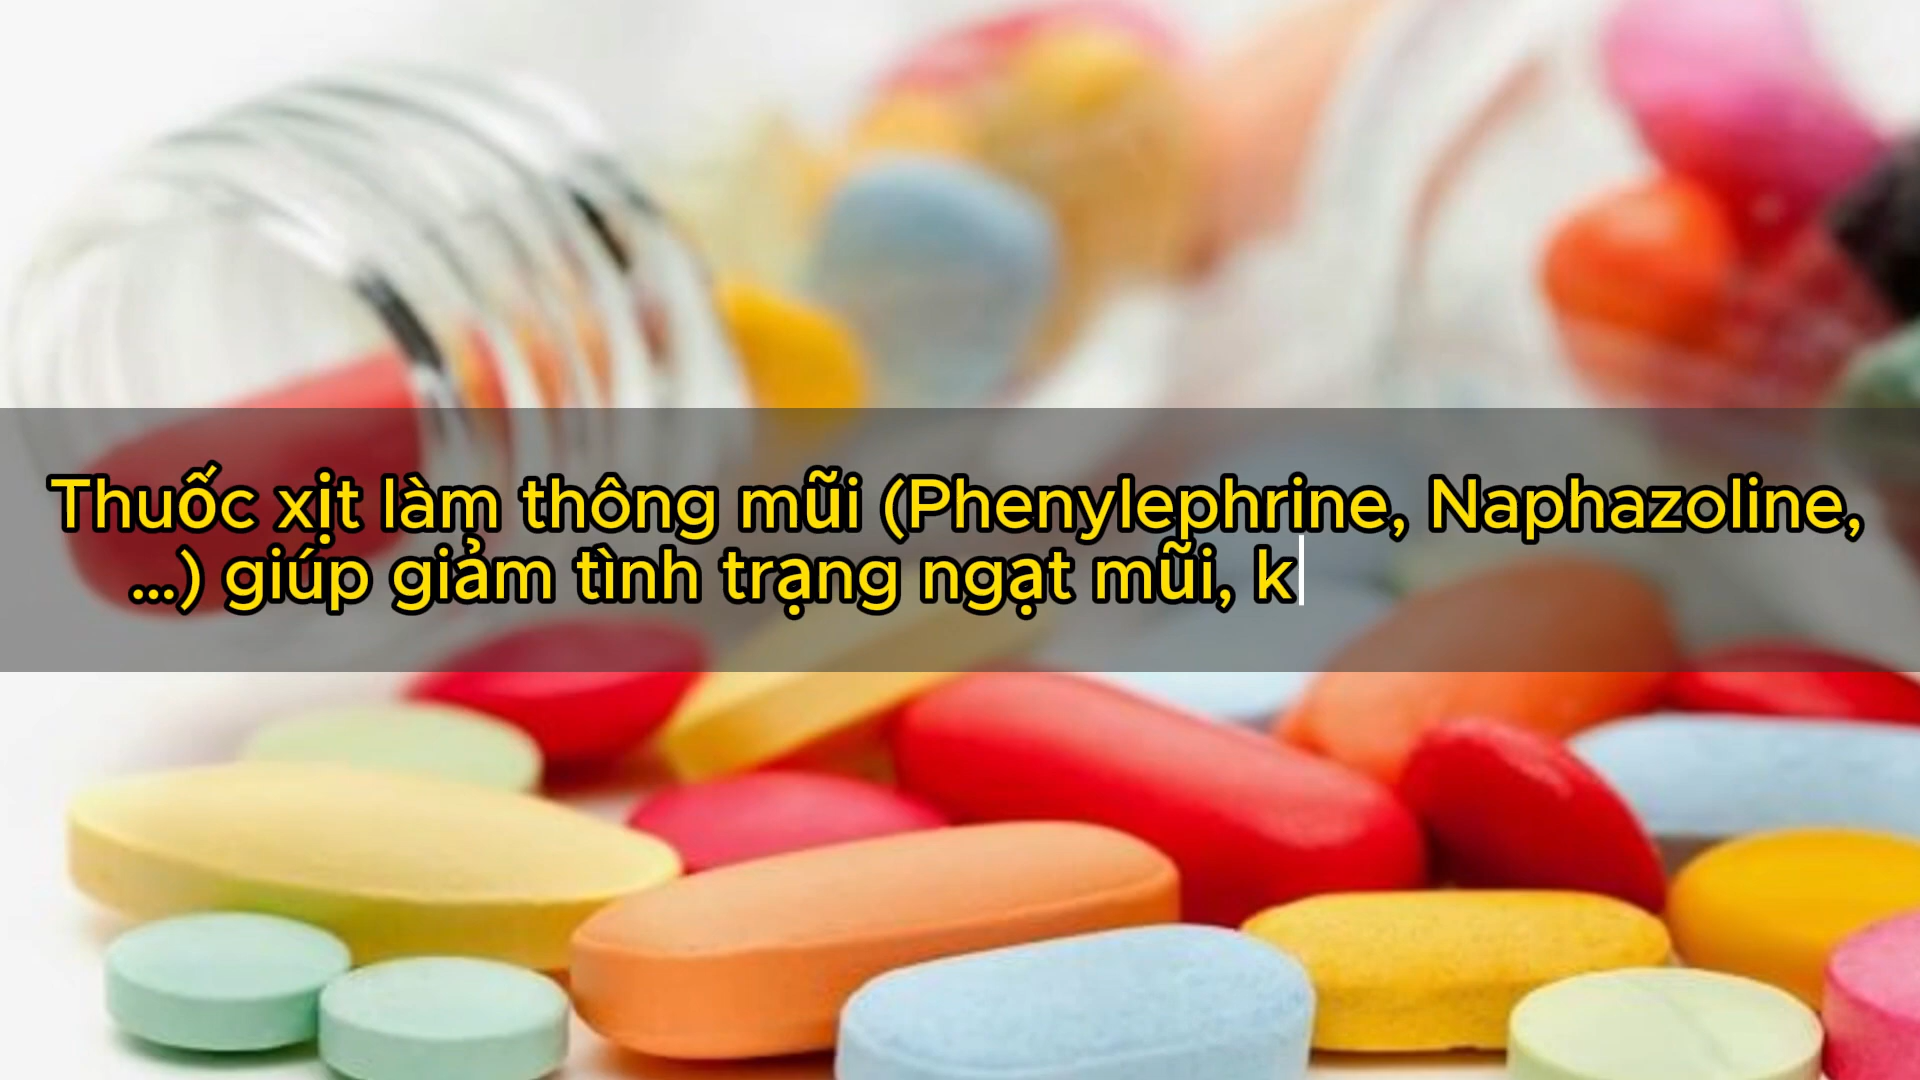 Thuốc xịt làm thông mũi (Phenylephrine, Naphazoline,
...) giúp giảm tình trạng ngạt mũi, k